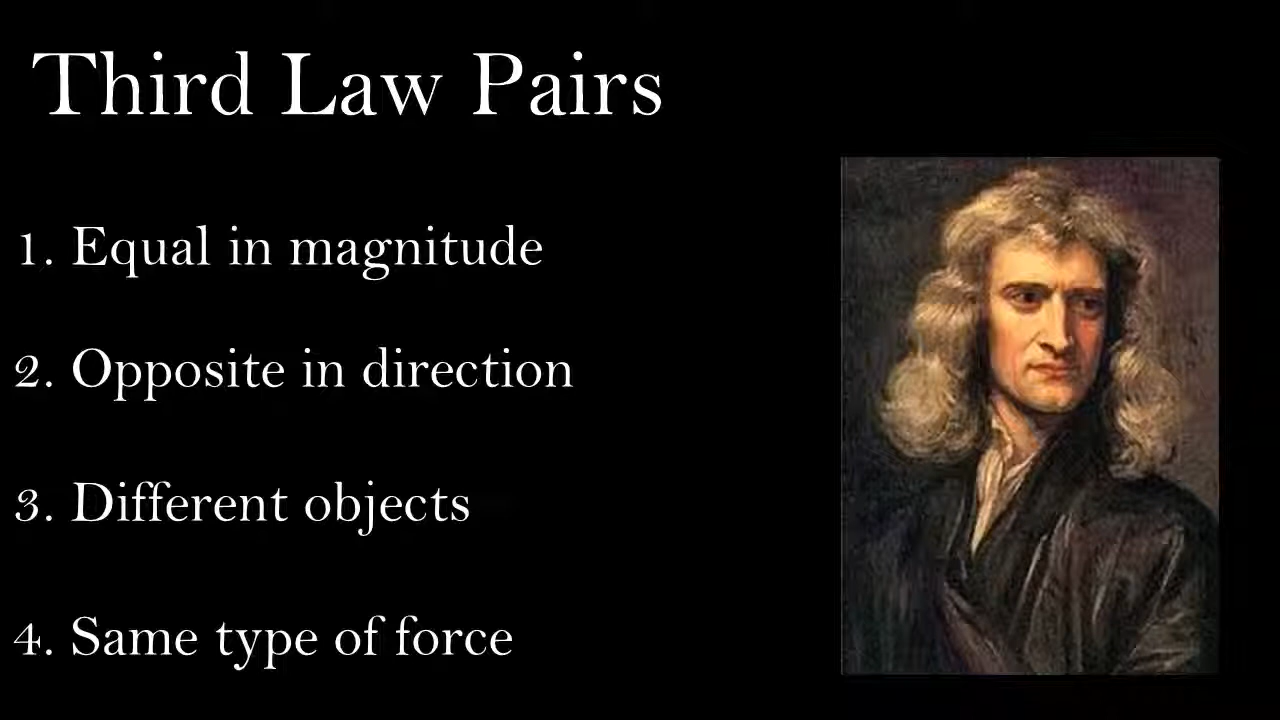 Third Law Pairs
1. Equal in magnitude
2. Opposite in direction
3. Different objects
4. Same type of force